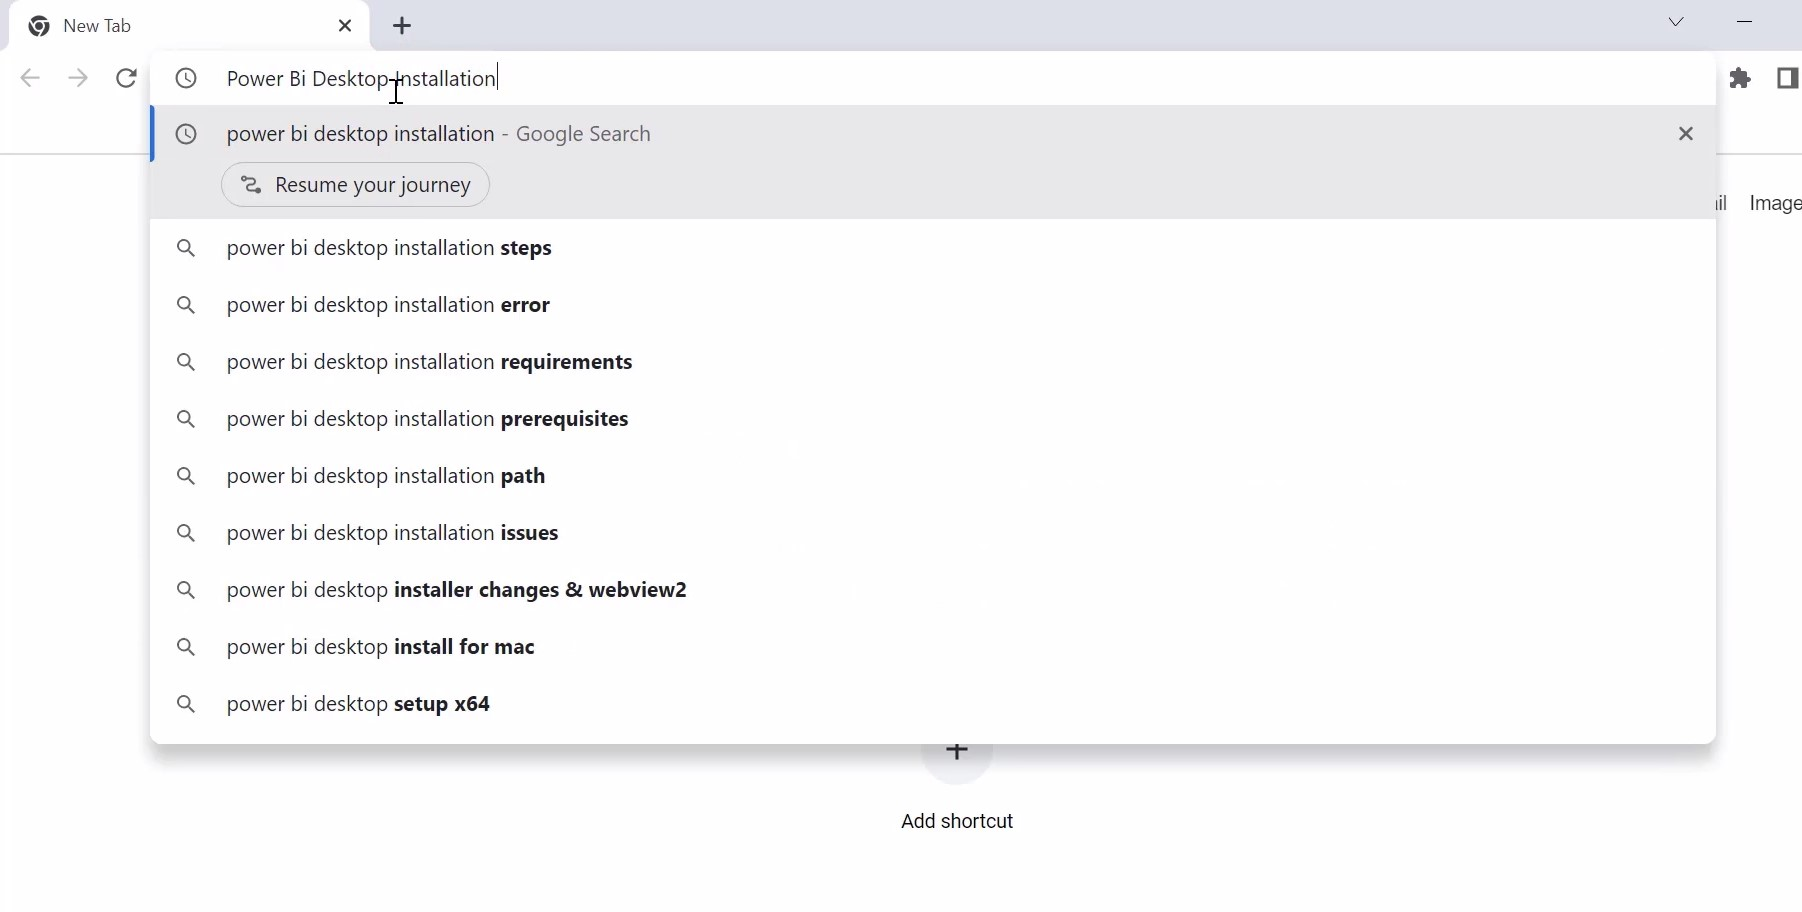 New Tab
Power Bi Desktop Installation
power bi desktop installation - Google Search
Resume your journey
Image
power bi desktop installation steps
power bi desktop installation error
power bi desktop installation requirements
power bi desktop installation prerequisites
power bi desktop installation path
power bi desktop installation issues
power bi desktop installer changes & webview2
power bi desktop install for mac
power bi desktop setup x64
Add shortcut